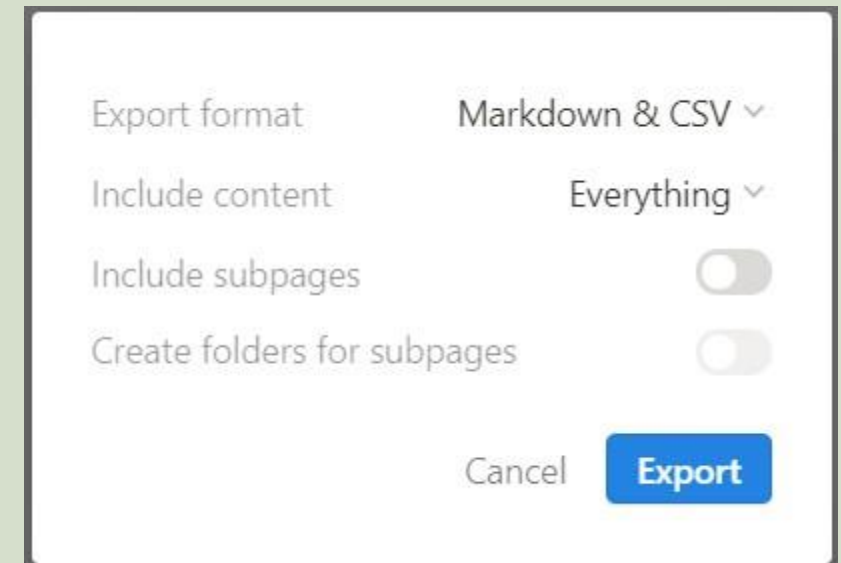 Export format Markdown & CSV
Include content Everything
Include subpages
Create folders for subpages
Cancel Export